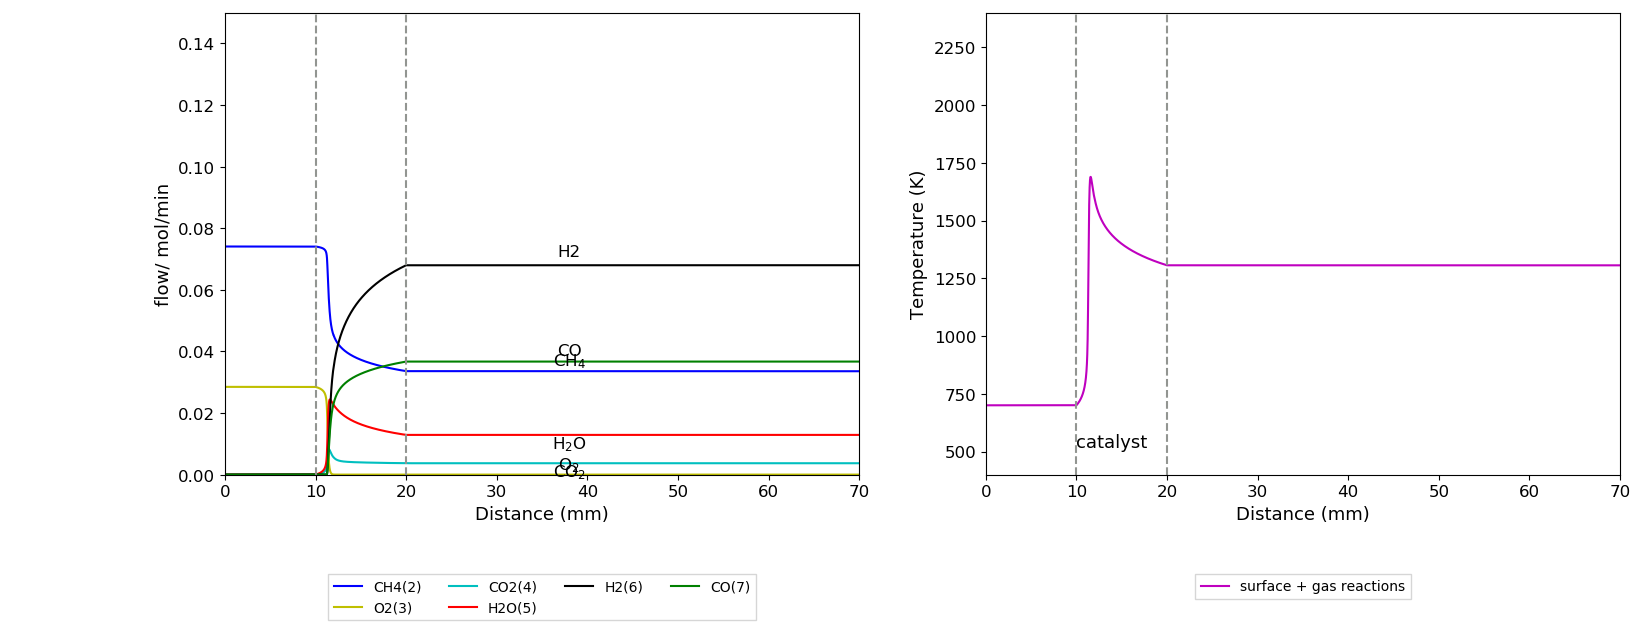 0.14
0.12
0.10
0.08
0.06
0.04
0.02
0.00
flow/ mol/min
H2
CO
CH₄
H₂O
O₂
CO₂
0 10 20 30 40 50 60 70
Distance (mm)
CH4(2) CO2(4) H2(6) CO(7)
O2(3) H2O(5)
2250
2000
1750
1500
1250
1000
750
500
Temperature (K)
catalyst
0 10 20 30 40 50 60 70
Distance (mm)
surface + gas reactions